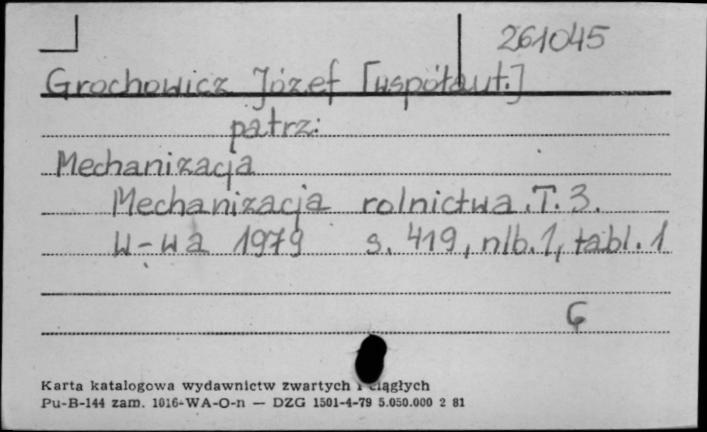 261045
Grochowicz Józef [współaut.]
patrz:
Mechanizacja
Mechanizacja rolnictwa. T. 3.
W-wa 1979 s. 419, nlb. 1, tabl. 1
Karta katalogowa wydawnictw zwartych i ciągłych
Pu-B-144 zam. 1016-WA-O-n — DZG 1501-4-79 5.050.000 2 81